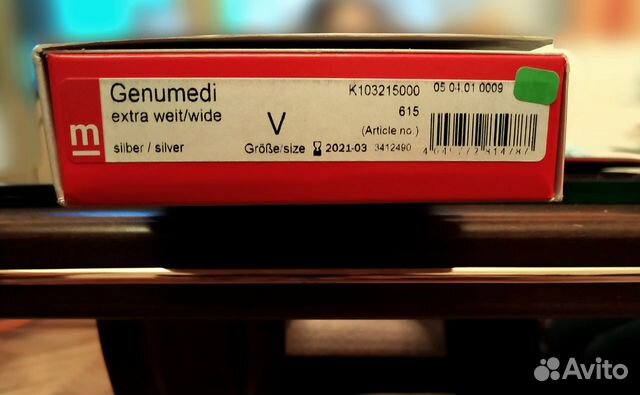 Genumedi
extra weit/wide
silber / silver
V
Größe/size 2021-03 3412490
K103215000 05 04.01 0009
615
(Article no.)
m
Avito